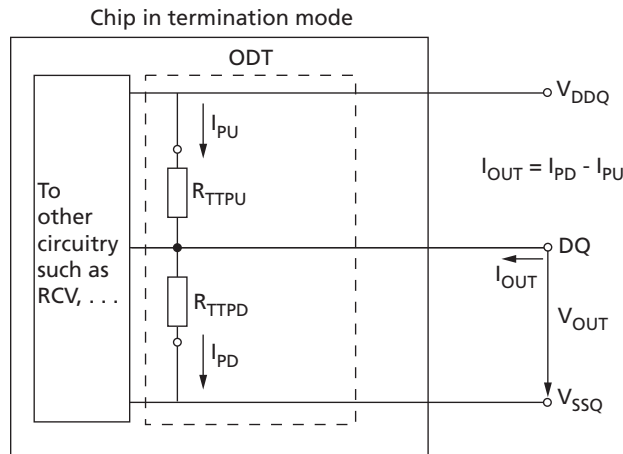 Chip in termination mode
ODT
V_DDQ
I_PU
I_OUT = I_PD - I_PU
To
other
circuitry
such as
RCV, . . .
R_TTPU
DQ
I_OUT
R_TTPD
V_OUT
I_PD
V_SSQ